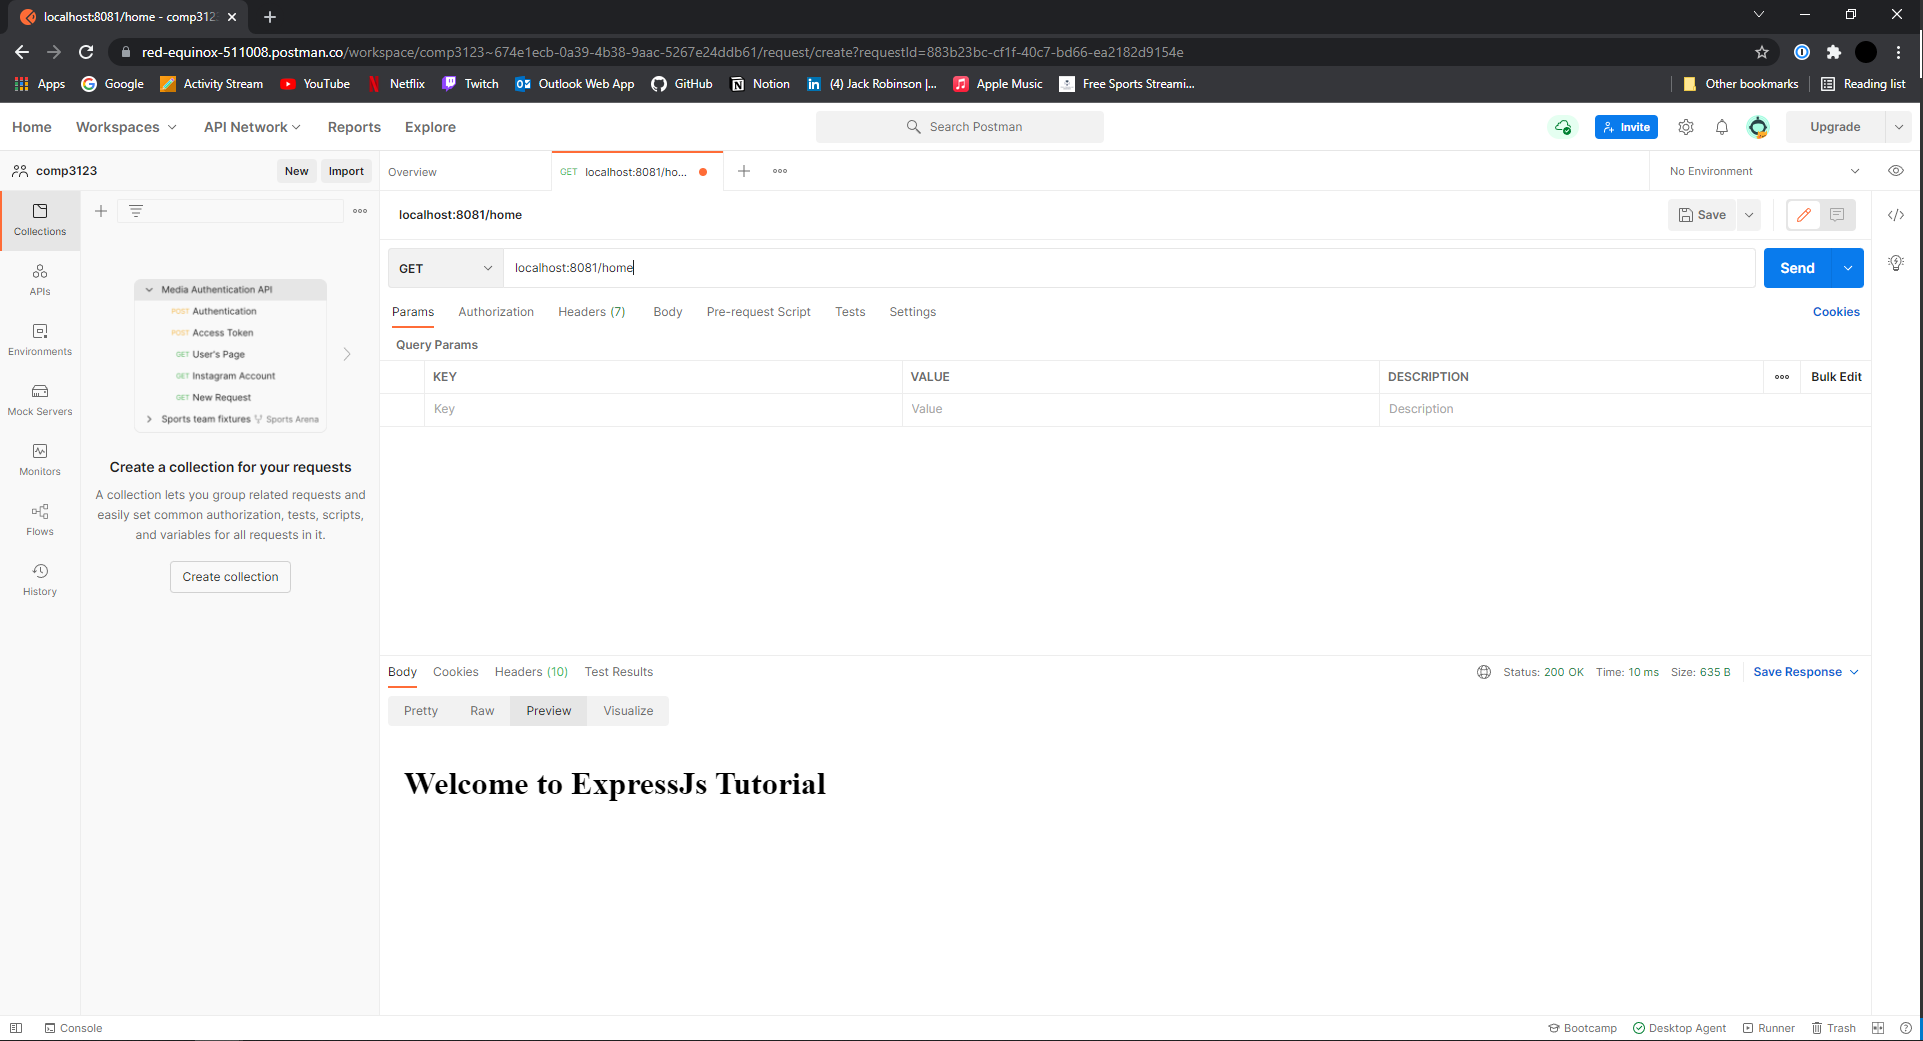 localhost:8081/home - comp312
red-equinox-511008.postman.co/workspace/comp3123~674e1ecb-0a39-4b38-9aac-5267e24ddb61/request/create?requestId=883b23bc-cf1f-40c7-bd66-ea2182d9154e
Apps Google Activity Stream YouTube Netflix Twitch Outlook Web App GitHub Notion (4) Jack Robinson |... Apple Music Free Sports Streami... Other bookmarks Reading list
Home Workspaces API Network Reports Explore Search Postman Invite Upgrade
comp3123 New Import Overview GET localhost:8081/ho... No Environment
localhost:8081/home Save
Collections
GET localhost:8081/home Send
APIs
Media Authentication API
POST Authentication
POST Access Token
GET User's Page
GET Instagram Account
GET New Request
Sports team fixtures Sports Arena
Params Authorization Headers (7) Body Pre-request Script Tests Settings Cookies
Query Params
Environments
KEY VALUE DESCRIPTION Bulk Edit
Key Value Description
Mock Servers
Monitors
Create a collection for your requests
A collection lets you group related requests and
easily set common authorization, tests, scripts,
and variables for all requests in it.
Flows
Create collection
History
Body Cookies Headers (10) Test Results Status: 200 OK Time: 10 ms Size: 635 B Save Response
Pretty Raw Preview Visualize
Welcome to ExpressJs Tutorial
Console Bootcamp Desktop Agent Runner Trash